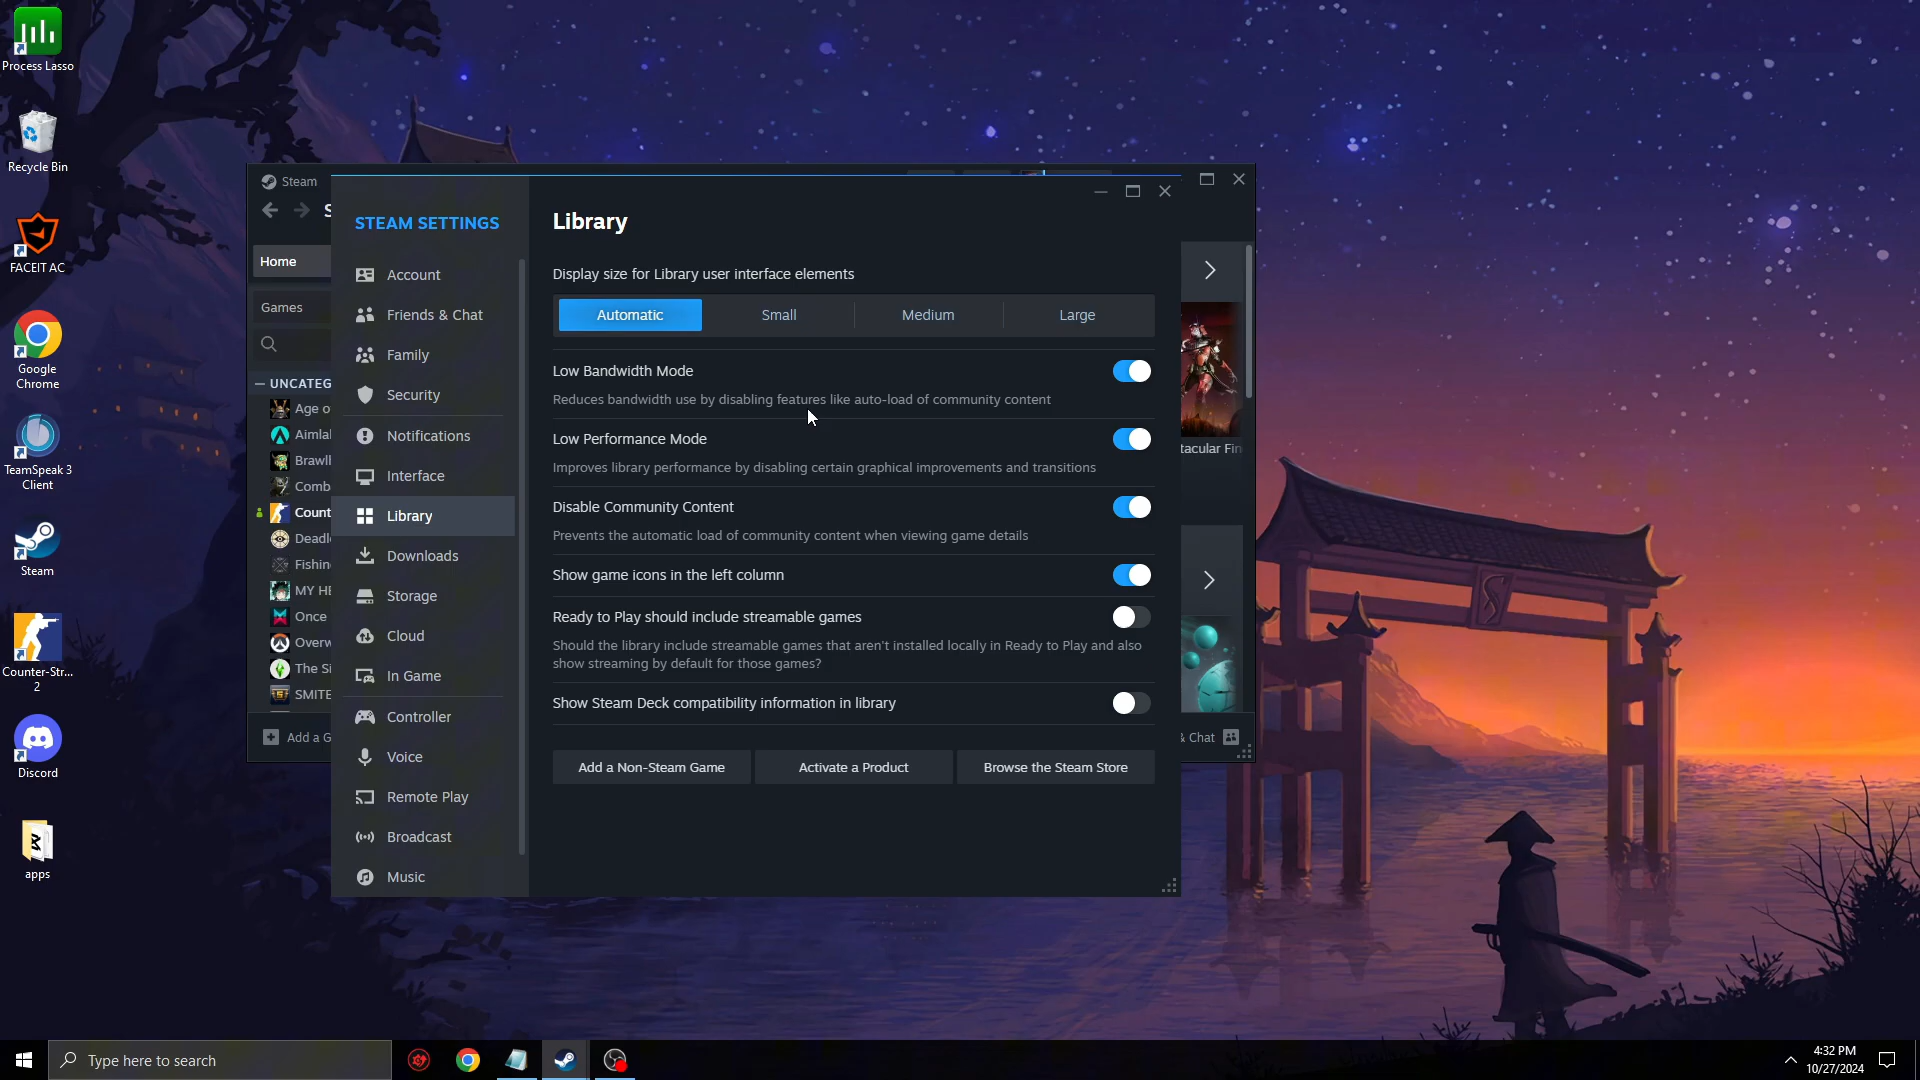 Process Lasso
Recycle Bin
FACEIT AC
Google
Chrome
TeamSpeak 3
Client
Steam
Counter-Str...
2
Discord
apps
Steam
S
Home
Games
UNCATEG
Age o
Aimla
Brawll
Comb
Count
Deadl
Fishin
MY HE
Once
Overw
The Si
SMITE
Add a G
STEAM SETTINGS
Account
Friends & Chat
Family
Security
Notifications
Interface
Library
Downloads
Storage
Cloud
In Game
Controller
Voice
Remote Play
Broadcast
Music
Library
Display size for Library user interface elements
Automatic Small Medium Large
Low Bandwidth Mode
Reduces bandwidth use by disabling features like auto-load of community content
Low Performance Mode
Improves library performance by disabling certain graphical improvements and transitions
Disable Community Content
Prevents the automatic load of community content when viewing game details
Show game icons in the left column
Ready to Play should include streamable games
Should the library include streamable games that aren't installed locally in Ready to Play and also
show streaming by default for those games?
Show Steam Deck compatibility information in library
Add a Non-Steam Game Activate a Product Browse the Steam Store
tacular Fin
& Chat
Type here to search
4:32 PM
10/27/2024